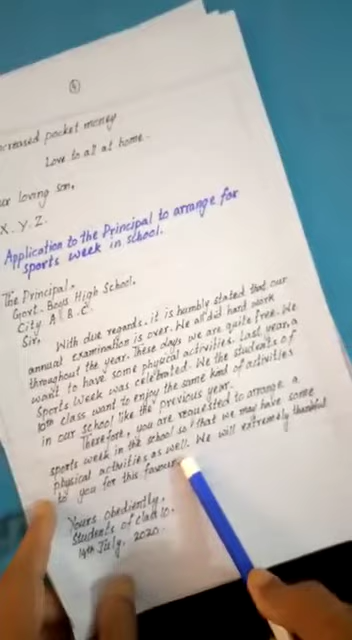 4
increased pocket money
Love to all at home.
loving son,
X. Y. Z.
Application to the Principal to arrange for
sports week in school.
The Principal,
Govt. Boys High School,
City A. B. C.
Sir,
With due regards, it is humbly stated that our
annual examination is over. We all did hard work
throughout the year. These days we are quite free. We
want to have some physical activities. Last year, a
Sports Week was celebrated. We the students of
10th class want to enjoy the same kind of activities
in our school like the previous year.
Therefore, you are requested to arrange a
sports week in the school so that we may have some
physical activities as well. We will extremely thankful
to you for this favour.
Yours Obediently,
Students of Class 10.
14th July, 2020.